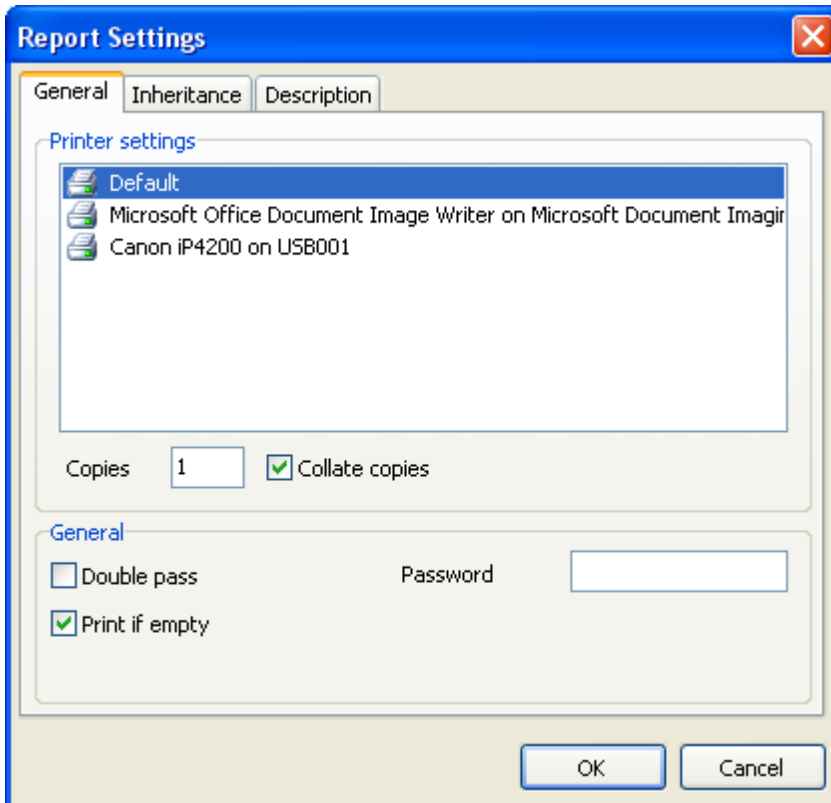 Report Settings
General Inheritance Description
Printer settings
Default
Microsoft Office Document Image Writer on Microsoft Document Imagin
Canon iP4200 on USB001
Copies 1 Collate copies
General
Double pass Password
Print if empty
OK Cancel